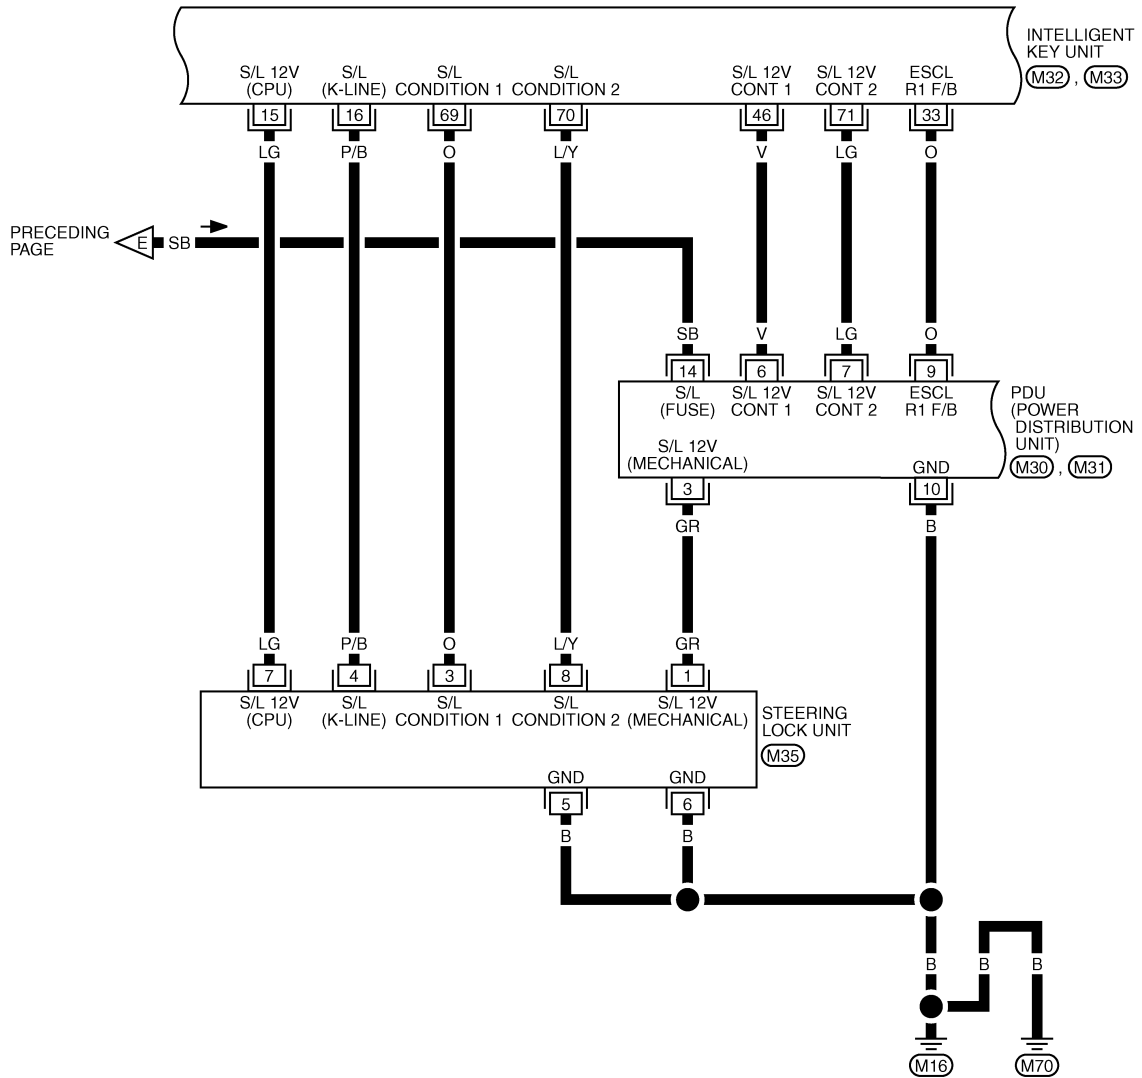 INTELLIGENT
KEY UNIT
M32 , M33
S/L 12V
(CPU)
S/L
(K-LINE)
S/L
CONDITION 1
S/L
CONDITION 2
S/L 12V
CONT 1
S/L 12V
CONT 2
ESCL
R1 F/B
15 16 69 70 46 71 33
LG P/B O L/Y V LG O
PRECEDING
PAGE
E SB
SB V LG O
14 6 7 9
S/L
(FUSE)
S/L 12V
CONT 1
S/L 12V
CONT 2
ESCL
R1 F/B
PDU
(POWER
DISTRIBUTION
UNIT)
M30 , M31
S/L 12V
(MECHANICAL)
GND
3 10
GR B
LG P/B O L/Y GR
7 4 3 8 1
S/L 12V
(CPU)
S/L
(K-LINE)
S/L
CONDITION 1
S/L
CONDITION 2
S/L 12V
(MECHANICAL)
STEERING
LOCK UNIT
M35
GND GND
5 6
B B
B B B
M16 M70